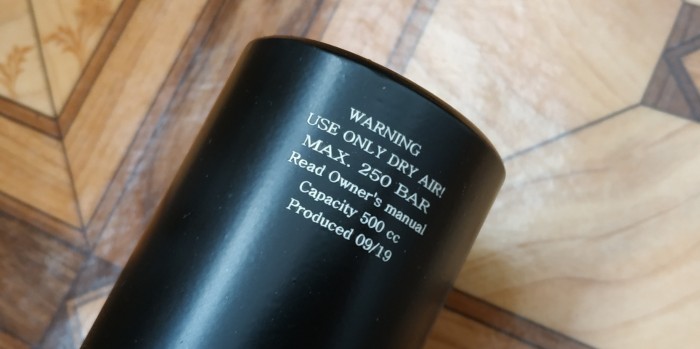 WARNING
USE ONLY DRY AIR!
MAX. 250 BAR
Read Owner's manual
Capacity 500 cc
Produced 09/19